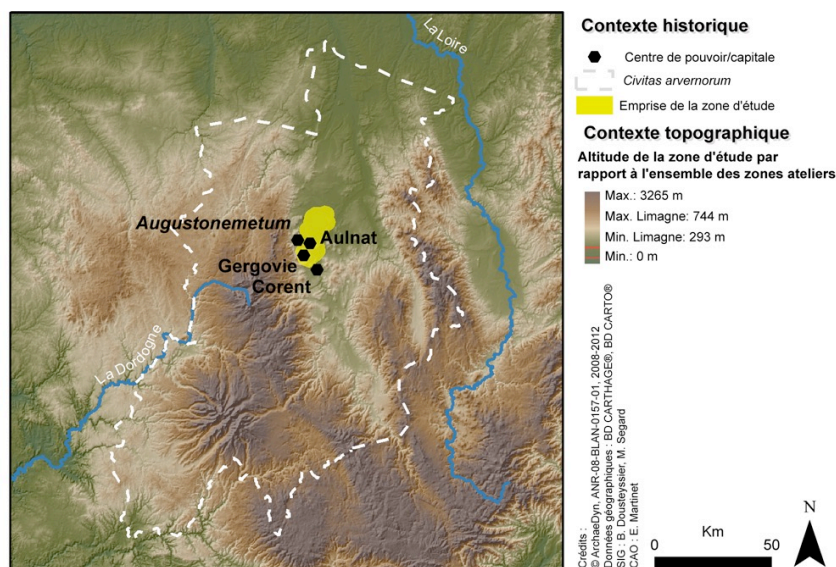 La Loire
Augustonemetum
Aulnat
Gergovie
Corent
La Dordogne
Contexte historique
Centre de pouvoir/capitale
Civitas arvernorum
Emprise de la zone d'étude
Contexte topographique
Altitude de la zone d'étude par
rapport à l'ensemble des zones ateliers
Max.: 3265 m
Max. Limagne: 744 m
Min. Limagne: 293 m
Min.: 0 m
Crédits :
© ArchaeDyn, ANR-08-BLAN-0157-01, 2008-2012
Données géographiques : BD CARTHAGE®, BD CARTO®
SIG : B. Dousteyssier, M. Segard
CAO : E. Martinet
Km
0 50
N